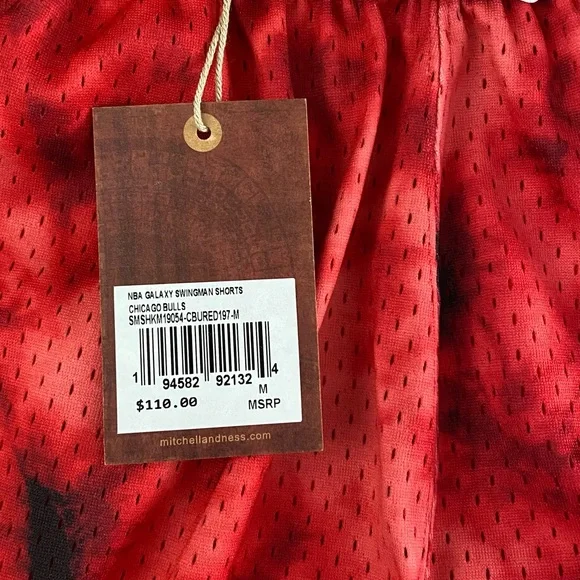 NBA GALAXY SWINGMAN SHORTS
CHICAGO BULLS
SMSHKM19054-CBURED197-M
1 94582 92132 4
M
$110.00 MSRP
mitchellandness.com